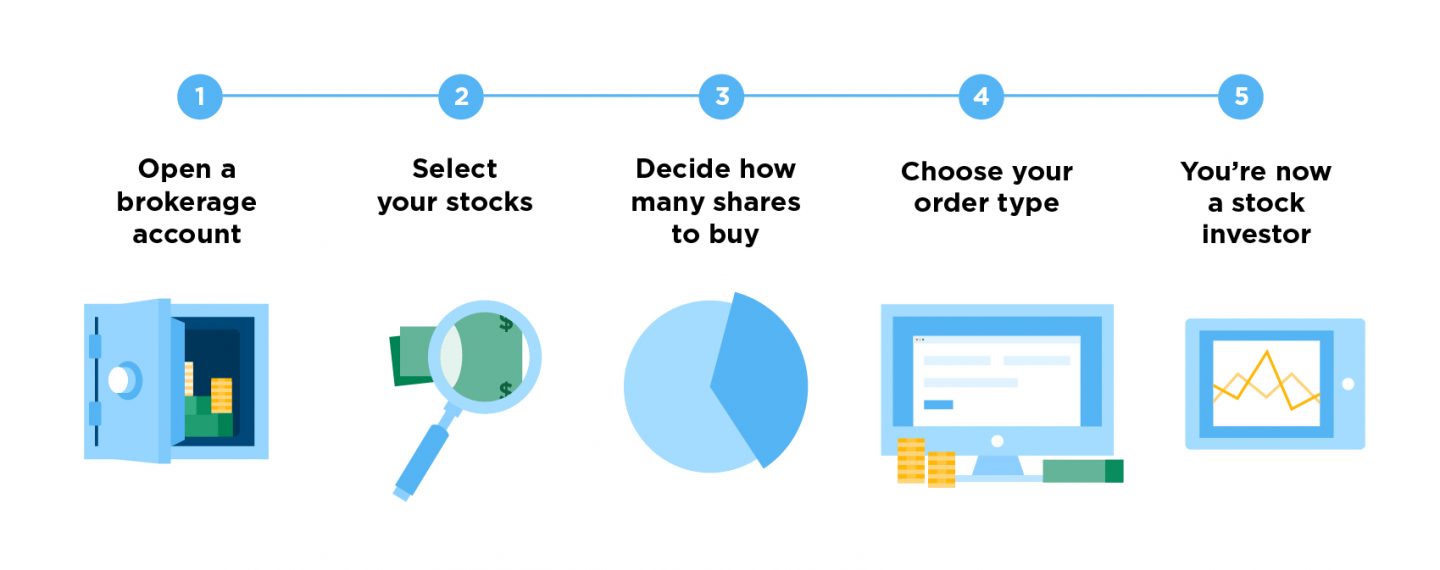 1
2
3
4
5
Open a
brokerage
account
Select
your stocks
Decide how
many shares
to buy
Choose your
order type
You're now
a stock
investor
$
$